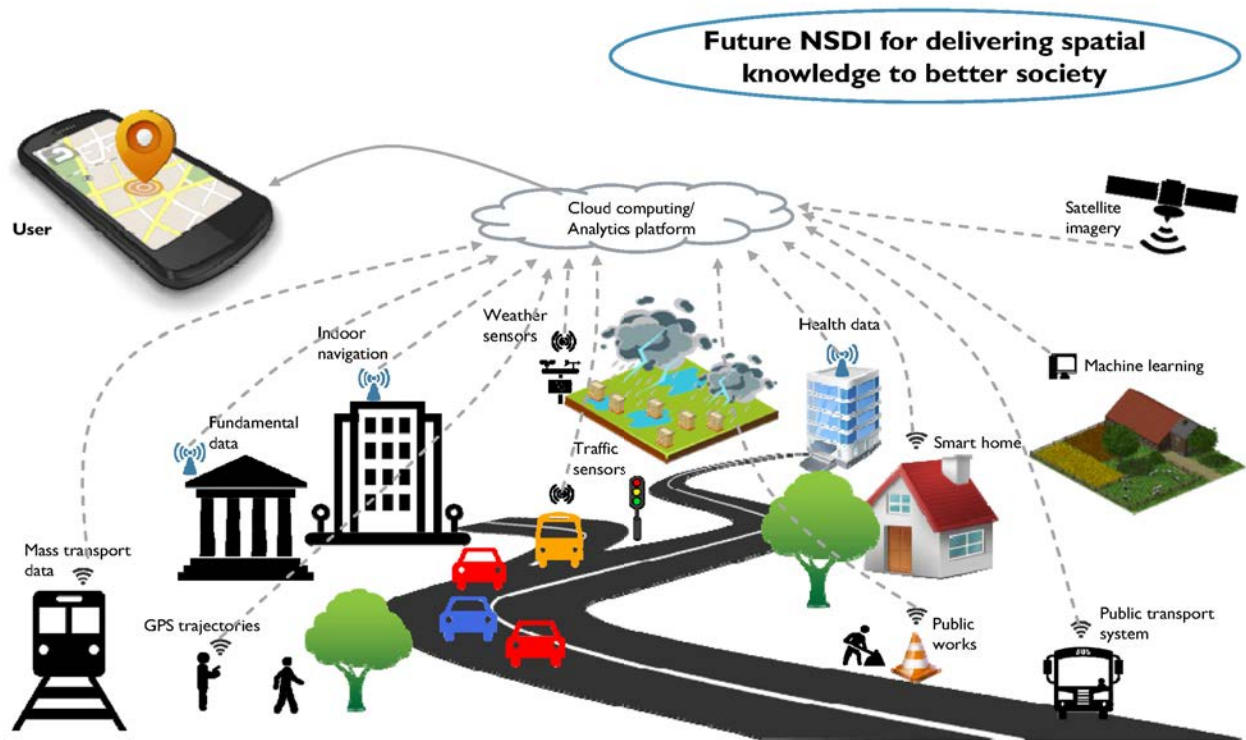 Future NSDI for delivering spatial
knowledge to better society
User
Cloud computing/
Analytics platform
Satellite
imagery
Indoor
navigation
Weather
sensors
Health data
Machine learning
Fundamental
data
Traffic
sensors
Smart home
Mass transport
data
GPS trajectories
Public
works
Public transport
system
BUS